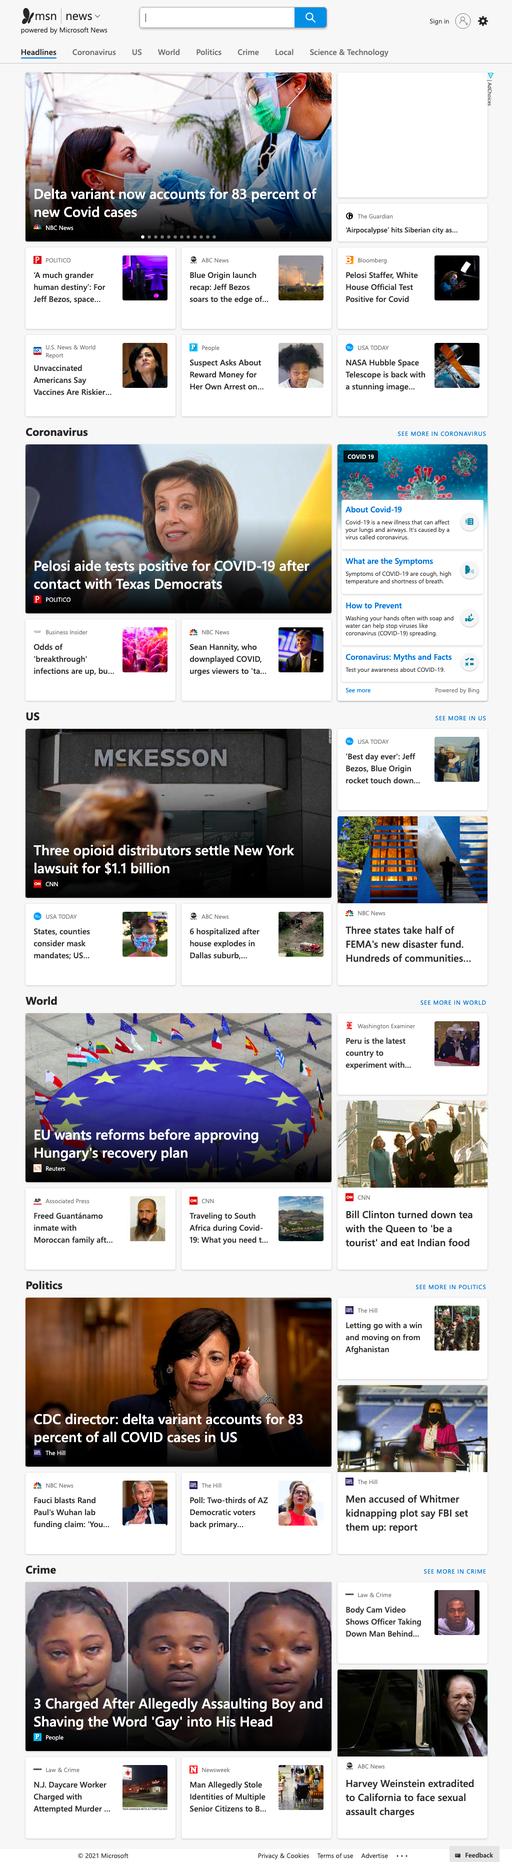 msn | news
powered by Microsoft News
Sign in
Headlines Coronavirus US World Politics Crime Local Science & Technology
Delta variant now accounts for 83 percent of
new Covid cases
NBC News
AdChoices
The Guardian
'Airpocalypse' hits Siberian city as...
POLITICO
'A much grander
human destiny': For
Jeff Bezos, space...
ABC News
Blue Origin launch
recap: Jeff Bezos
soars to the edge of...
Bloomberg
Pelosi Staffer, White
House Official Test
Positive for Covid
U.S. News & World
Report
Unvaccinated
Americans Say
Vaccines Are Riskier...
People
Suspect Asks About
Reward Money for
Her Own Arrest on...
USA TODAY
NASA Hubble Space
Telescope is back with
a stunning image...
Coronavirus
SEE MORE IN CORONAVIRUS
Pelosi aide tests positive for COVID-19 after
contact with Texas Democrats
POLITICO
COVID 19
About Covid-19
Covid-19 is a new illness that can affect
your lungs and airways. It's caused by a
virus called coronavirus.
What are the Symptoms
Symptoms of COVID-19 are cough, high
temperature and shortness of breath.
How to Prevent
Washing your hands often with soap and
water can help stop viruses like
coronavirus (COVID-19) spreading.
Coronavirus: Myths and Facts
Test your awareness about COVID-19.
See more
Powered by Bing
Business Insider
Odds of
'breakthrough'
infections are up, bu...
NBC News
Sean Hannity, who
downplayed COVID,
urges viewers to 'ta...
US
SEE MORE IN US
MCKESSON
Three opioid distributors settle New York
lawsuit for $1.1 billion
CNN
USA TODAY
'Best day ever': Jeff
Bezos, Blue Origin
rocket touch down...
NBC News
Three states take half of
FEMA's new disaster fund.
Hundreds of communities...
USA TODAY
States, counties
consider mask
mandates; US...
ABC News
6 hospitalized after
house explodes in
Dallas suburb,...
World
SEE MORE IN WORLD
EU wants reforms before approving
Hungary's recovery plan
Reuters
Washington Examiner
Peru is the latest
country to
experiment with...
CNN
Bill Clinton turned down tea
with the Queen to 'be a
tourist' and eat Indian food
AP
Associated Press
Freed Guantánamo
inmate with
Moroccan family aft...
CNN
Traveling to South
Africa during Covid-
19: What you need t...
Politics
SEE MORE IN POLITICS
CDC director: delta variant accounts for 83
percent of all COVID cases in US
The Hill
The Hill
Letting go with a win
and moving on from
Afghanistan
The Hill
Men accused of Whitmer
kidnapping plot say FBI set
them up: report
NBC News
Fauci blasts Rand
Paul's Wuhan lab
funding claim: 'You...
The Hill
Poll: Two-thirds of AZ
Democratic voters
back primary...
Crime
SEE MORE IN CRIME
3 Charged After Allegedly Assaulting Boy and
Shaving the Word 'Gay' into His Head
People
Law & Crime
Body Cam Video
Shows Officer Taking
Down Man Behind...
ABC News
Harvey Weinstein extradited
to California to face sexual
assault charges
Law & Crime
N.J. Daycare Worker
Charged with
Attempted Murder ...
Newsweek
Man Allegedly Stole
Identities of Multiple
Senior Citizens to B...
© 2021 Microsoft
Privacy & Cookies Terms of use Advertise ...
Feedback